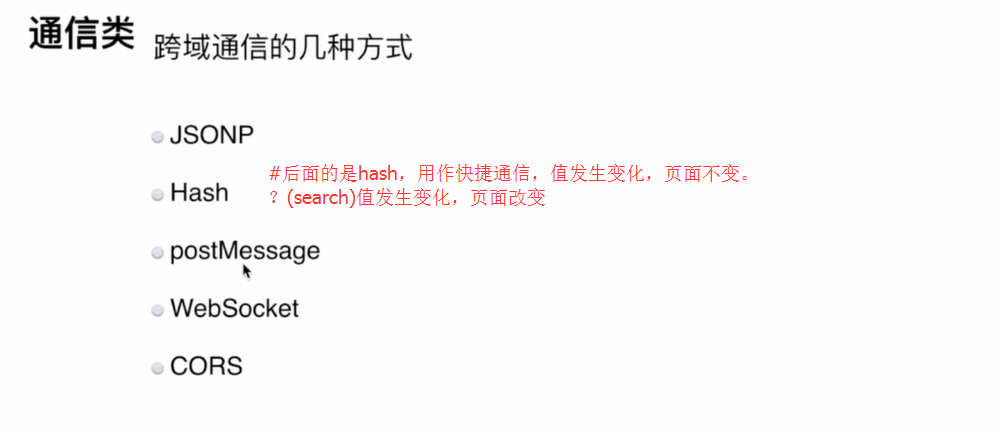 通信类 跨域通信的几种方式
JSONP
#后面的是hash，用作快捷通信，值发生变化，页面不变。
Hash
？(search)值发生变化，页面改变
postMessage
WebSocket
CORS